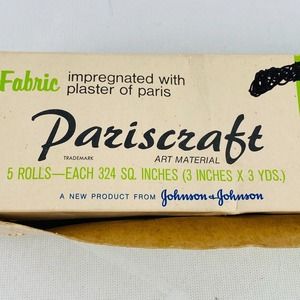 Fabric impregnated with
plaster of paris
Pariscraft
TRADEMARK ART MATERIAL
5 ROLLS—EACH 324 SQ. INCHES (3 INCHES X 3 YDS.)
A NEW PRODUCT FROM Johnson & Johnson